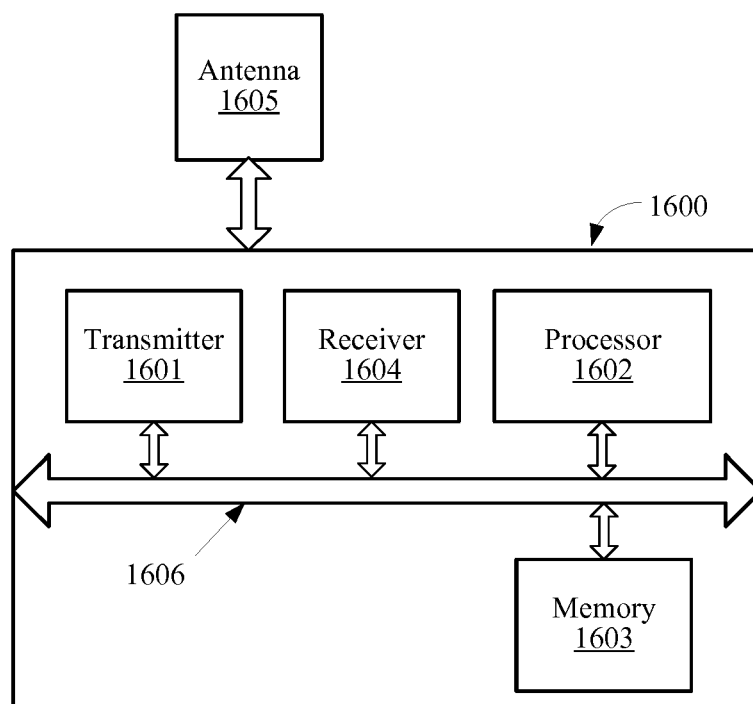 Antenna
1605
1600
Transmitter
1601
Receiver
1604
Processor
1602
1606
Memory
1603